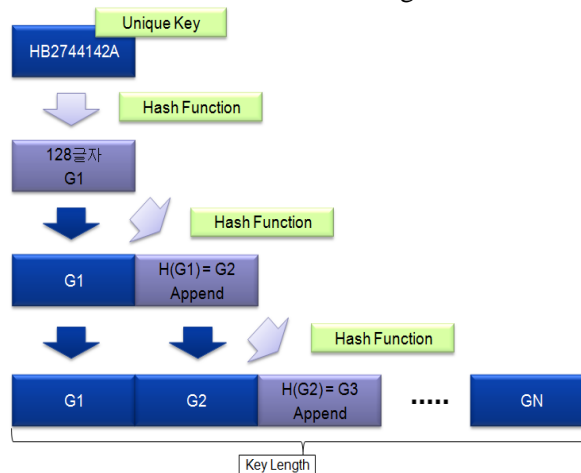 Unique Key
HB2744142A
Hash Function
128글자
G1
Hash Function
G1
H(G1) = G2
Append
Hash Function
G1
G2
H(G2) = G3
Append
.....
GN
Key Length